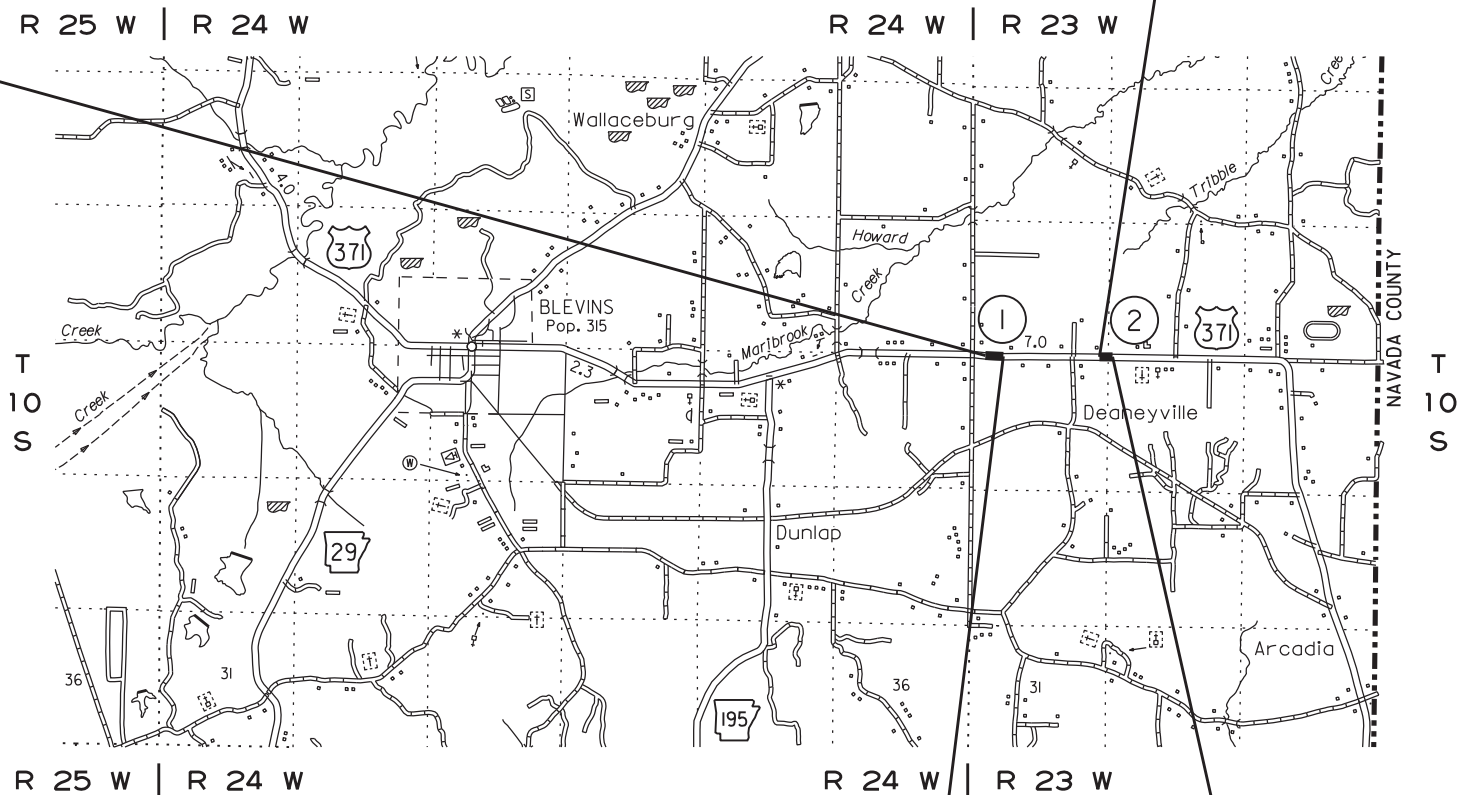 R 25 W | R 24 W
R 24 W | R 23 W
S
Wallaceburg
Creek
Tribble
4.0
371
Howard
Creek
BLEVINS
Pop. 315
*
Creek
Marlbrook
1
7.0
2
371
NAVADA COUNTY
T
10
S
T
10
S
2.3
*
Creek
Deaneyville
W
29
Dunlap
Arcadia
36
31
36
31
195
R 25 W | R 24 W
R 24 W | R 23 W